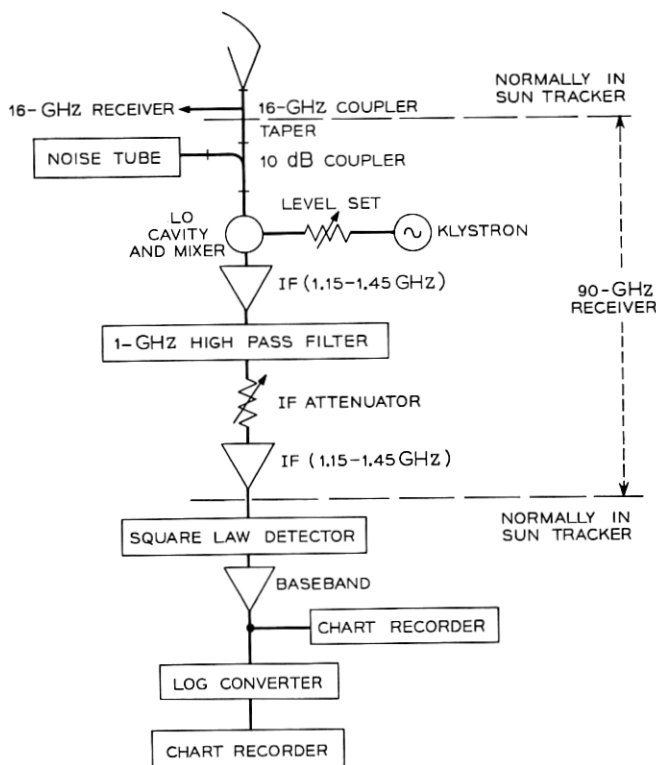 NORMALLY IN
SUN TRACKER
16-GHz RECEIVER
16-GHz COUPLER
TAPER
NOISE TUBE
10 dB COUPLER
LEVEL SET
LO
CAVITY
AND MIXER
KLYSTRON
IF (1.15-1.45 GHz)
90-GHz
RECEIVER
1-GHz HIGH PASS FILTER
IF ATTENUATOR
IF (1.15-1.45 GHz)
NORMALLY IN
SUN TRACKER
SQUARE LAW DETECTOR
BASEBAND
CHART RECORDER
LOG CONVERTER
CHART RECORDER